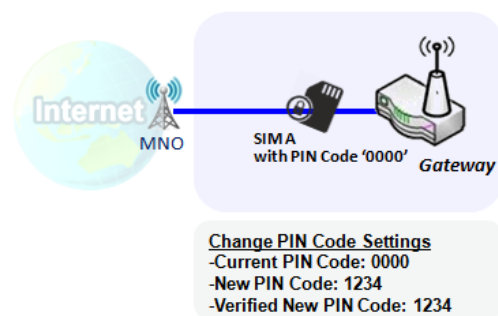 Internet
MNO
SIM A
with PIN Code ‘0000’
Gateway
Change PIN Code Settings
-Current PIN Code: 0000
-New PIN Code: 1234
-Verified New PIN Code: 1234